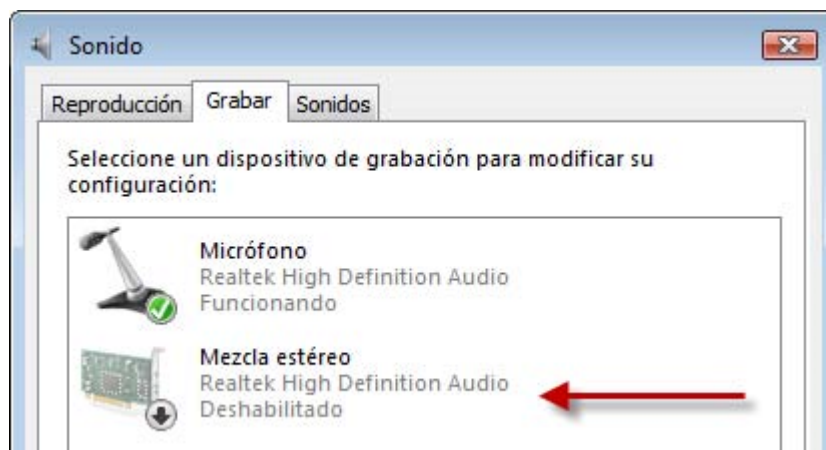 Sonido
Reproducción Grabar Sonidos
Seleccione un dispositivo de grabación para modificar su
configuración:
Micrófono
Realtek High Definition Audio
Funcionando
Mezcla estéreo
Realtek High Definition Audio
Deshabilitado